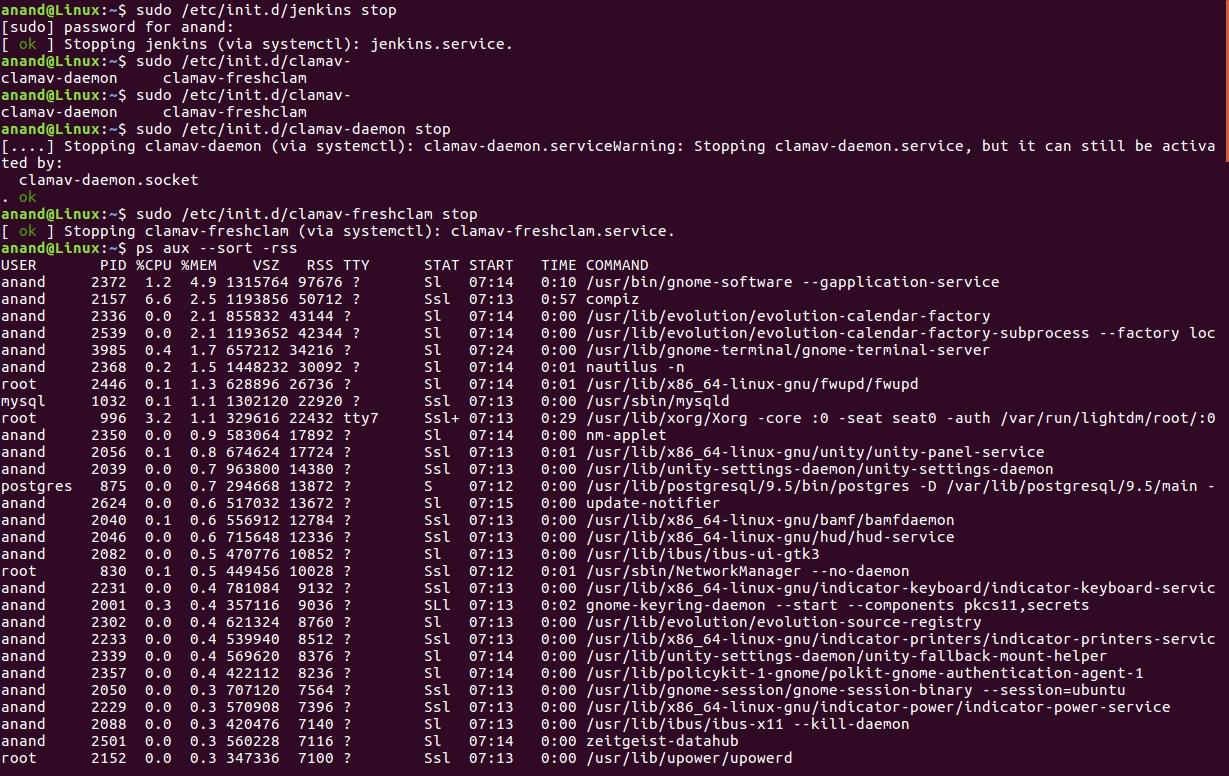 anand@Linux:~$ sudo /etc/init.d/jenkins stop
[sudo] password for anand:
[ ok ] Stopping jenkins (via systemctl): jenkins.service.
anand@Linux:~$ sudo /etc/init.d/clamav-
clamav-daemon     clamav-freshclam
anand@Linux:~$ sudo /etc/init.d/clamav-
clamav-daemon     clamav-freshclam
anand@Linux:~$ sudo /etc/init.d/clamav-daemon stop
[....] Stopping clamav-daemon (via systemctl): clamav-daemon.serviceWarning: Stopping clamav-daemon.service, but it can still be activa
ted by:
  clamav-daemon.socket
. ok
anand@Linux:~$ sudo /etc/init.d/clamav-freshclam stop
[ ok ] Stopping clamav-freshclam (via systemctl): clamav-freshclam.service.
anand@Linux:~$ ps aux --sort -rss
USER       PID %CPU %MEM    VSZ   RSS TTY      STAT START   TIME COMMAND
anand     2372  1.2  4.9 1315764 97676 ?       Sl   07:14   0:10 /usr/bin/gnome-software --gapplication-service
anand     2157  6.6  2.5 1193856 50712 ?       Ssl  07:13   0:57 compiz
anand     2336  0.0  2.1 855832 43144 ?        Sl   07:14   0:00 /usr/lib/evolution/evolution-calendar-factory
anand     2539  0.0  2.1 1193652 42344 ?       Sl   07:14   0:00 /usr/lib/evolution/evolution-calendar-factory-subprocess --factory loc
anand     3985  0.4  1.7 657212 34216 ?        Sl   07:24   0:00 /usr/lib/gnome-terminal/gnome-terminal-server
anand     2368  0.2  1.5 1448232 30092 ?       Sl   07:14   0:01 nautilus -n
root      2446  0.1  1.3 628896 26736 ?        Sl   07:14   0:01 /usr/lib/x86_64-linux-gnu/fwupd/fwupd
mysql     1032  0.1  1.1 1302120 22920 ?       Ssl  07:13   0:00 /usr/sbin/mysqld
root       996  3.2  1.1 329616 22432 tty7     Ssl+ 07:13   0:29 /usr/lib/xorg/Xorg -core :0 -seat seat0 -auth /var/run/lightdm/root/:0
anand     2350  0.0  0.9 583064 17892 ?        Sl   07:14   0:00 nm-applet
anand     2056  0.1  0.8 674624 17724 ?        Ssl  07:13   0:01 /usr/lib/x86_64-linux-gnu/unity/unity-panel-service
anand     2039  0.0  0.7 963800 14380 ?        Ssl  07:13   0:00 /usr/lib/unity-settings-daemon/unity-settings-daemon
postgres   875  0.0  0.7 294668 13872 ?        S    07:12   0:00 /usr/lib/postgresql/9.5/bin/postgres -D /var/lib/postgresql/9.5/main -
anand     2624  0.0  0.6 517032 13672 ?        Sl   07:15   0:00 update-notifier
anand     2040  0.1  0.6 556912 12784 ?        Ssl  07:13   0:00 /usr/lib/x86_64-linux-gnu/bamf/bamfdaemon
anand     2046  0.0  0.6 715648 12336 ?        Ssl  07:13   0:00 /usr/lib/x86_64-linux-gnu/hud/hud-service
anand     2082  0.0  0.5 470776 10852 ?        Sl   07:13   0:00 /usr/lib/ibus/ibus-ui-gtk3
root       830  0.1  0.5 449456 10028 ?        Ssl  07:12   0:01 /usr/sbin/NetworkManager --no-daemon
anand     2231  0.0  0.4 781084  9132 ?        Ssl  07:13   0:00 /usr/lib/x86_64-linux-gnu/indicator-keyboard/indicator-keyboard-servic
anand     2001  0.3  0.4 357116  9036 ?        SLl  07:13   0:02 gnome-keyring-daemon --start --components pkcs11,secrets
anand     2302  0.0  0.4 621324  8760 ?        Sl   07:13   0:00 /usr/lib/evolution/evolution-source-registry
anand     2233  0.0  0.4 539940  8512 ?        Ssl  07:13   0:00 /usr/lib/x86_64-linux-gnu/indicator-printers/indicator-printers-servic
anand     2339  0.0  0.4 569620  8376 ?        Sl   07:14   0:00 /usr/lib/unity-settings-daemon/unity-fallback-mount-helper
anand     2357  0.0  0.4 422112  8236 ?        Sl   07:14   0:00 /usr/lib/policykit-1-gnome/polkit-gnome-authentication-agent-1
anand     2050  0.0  0.3 707120  7564 ?        Ssl  07:13   0:00 /usr/lib/gnome-session/gnome-session-binary --session=ubuntu
anand     2229  0.0  0.3 570908  7396 ?        Ssl  07:13   0:00 /usr/lib/x86_64-linux-gnu/indicator-power/indicator-power-service
anand     2088  0.0  0.3 420476  7140 ?        Sl   07:13   0:00 /usr/lib/ibus/ibus-x11 --kill-daemon
anand     2501  0.0  0.3 560228  7116 ?        Sl   07:14   0:00 zeitgeist-datahub
root      2152  0.0  0.3 347336  7100 ?        Ssl  07:13   0:00 /usr/lib/upower/upowerd